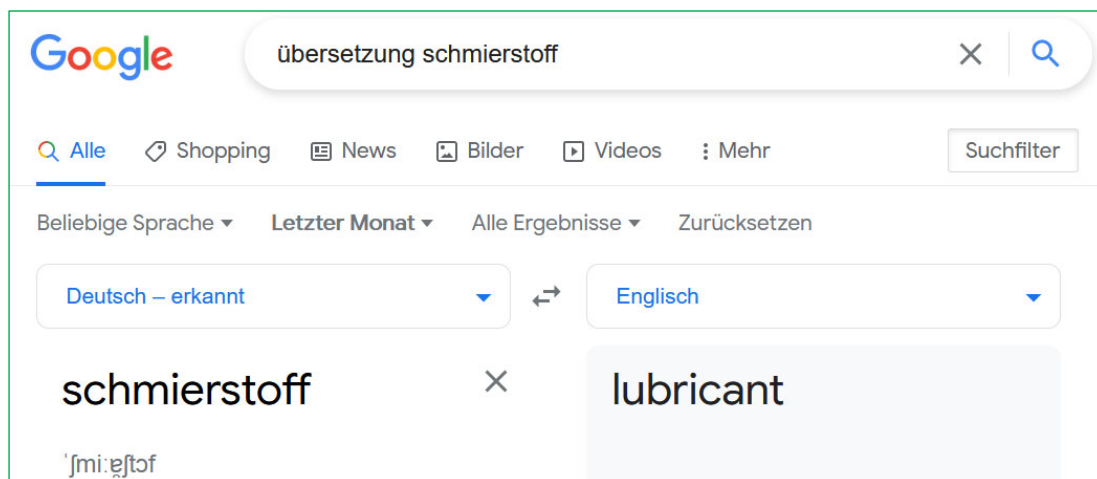 Google übersetzung schmierstoff
Alle Shopping News Bilder Videos Mehr Suchfilter
Beliebige Sprache Letzter Monat Alle Ergebnisse Zurücksetzen
Deutsch – erkannt Englisch
schmierstoff lubricant
ˈʃmiːɐ̯ʃtɔf